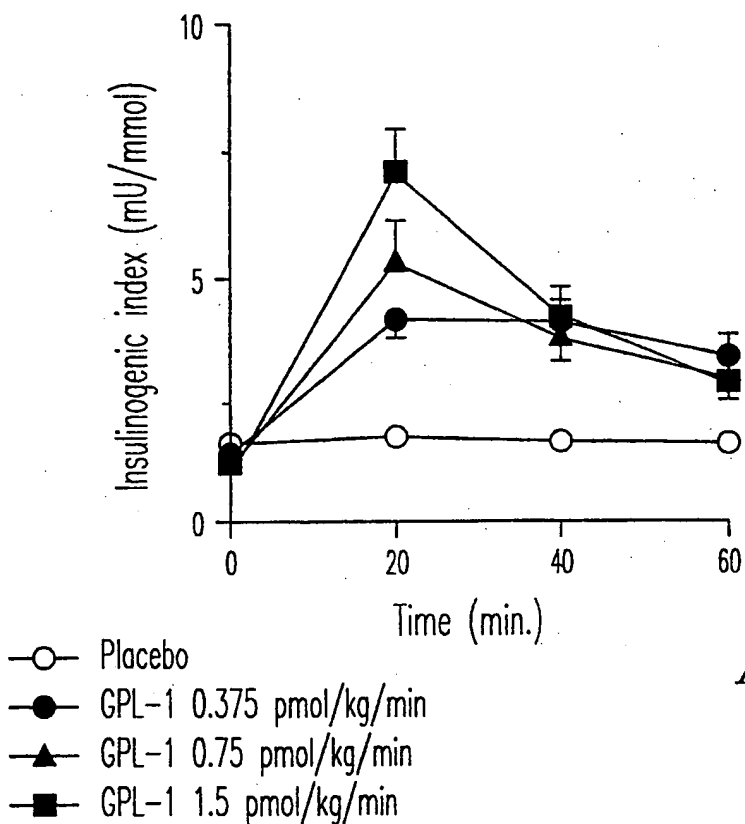 10
5
0
Insulinogenic index (mU/mmol)
0 20 40 60
Time (min.)
Placebo
GPL-1 0.375 pmol/kg/min
GPL-1 0.75 pmol/kg/min
GPL-1 1.5 pmol/kg/min